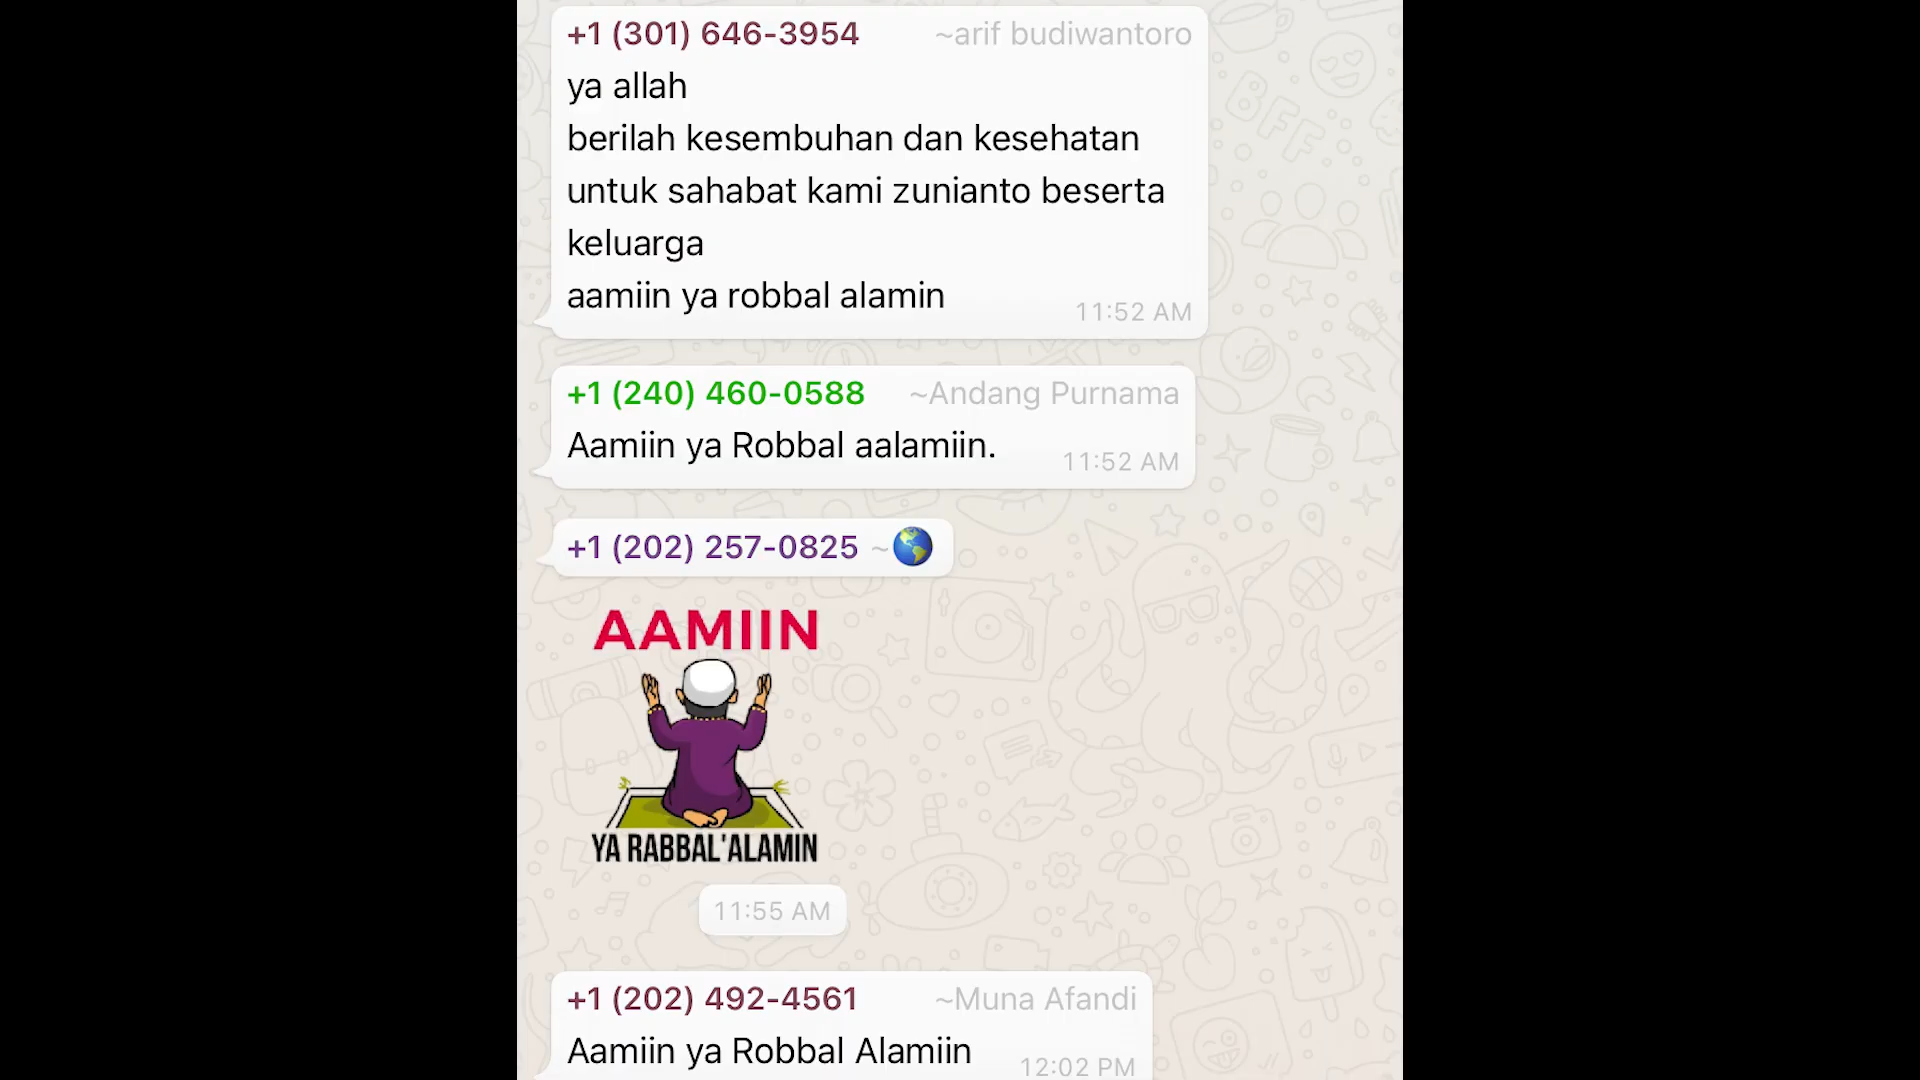 +1 (301) 646-3954 ~arif budiwantoro
ya allah
berilah kesembuhan dan kesehatan
untuk sahabat kami zunianto beserta
keluarga
aamiin ya robbal alamin
11:52 AM
+1 (240) 460-0588 ~Andang Purnama
Aamiin ya Robbal aalamiin.
11:52 AM
+1 (202) 257-0825 ~🌎
AAMIIN
YA RABBAL'ALAMIN
11:55 AM
+1 (202) 492-4561 ~Muna Afandi
Aamiin ya Robbal Alamiin
12:02 PM